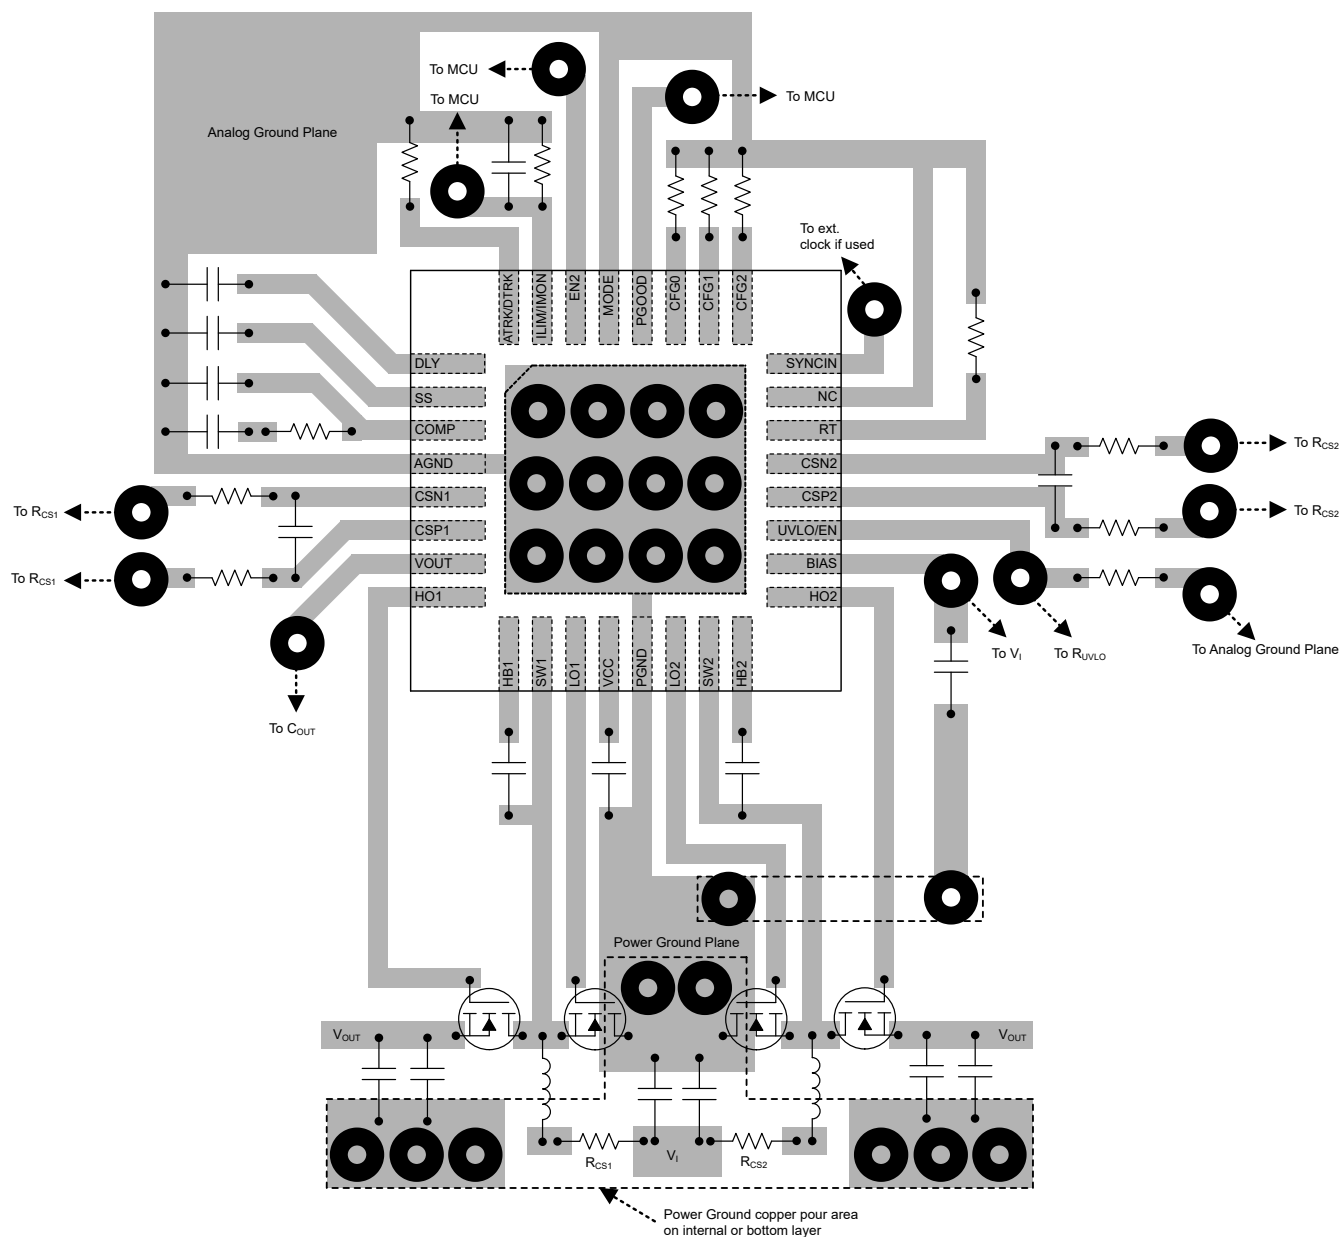 To MCU
To MCU
To MCU
Analog Ground Plane
To ext.
clock if used
ATRK/DTRK
ILIM/IMON
EN2
MODE
PGOOD
CFG0
CFG1
CFG2
DLY
SS
COMP
AGND
CSN1
CSP1
VOUT
HO1
SYNCIN
NC
RT
CSN2
CSP2
UVLO/EN
BIAS
HO2
To RCS1
To RCS1
To RCS2
To RCS2
To VI
To RUVLO
To Analog Ground Plane
HB1
SW1
LO1
VCC
PGND
LO2
SW2
HB2
To COUT
Power Ground Plane
VOUT
VOUT
RCS1
VI
RCS2
Power Ground copper pour area
on internal or bottom layer